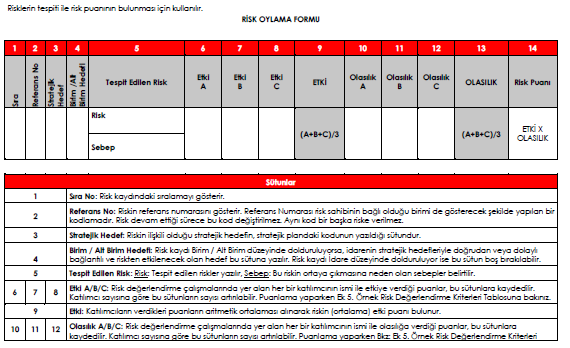 Risklerin tespiti ile risk puanının bulunması için kullanılır.
RİSK OYLAMA FORMU
1 2 3 4 5 6 7 8 9 10 11 12 13 14
Sıra
Referans No
Stratejik Hedef
Birim /Alt Birim Hedefi
Tespit Edilen Risk
Etki A
Etki B
Etki C
ETKİ
Olasılık A
Olasılık B
Olasılık C
OLASILIK
Risk Puanı
Risk
Sebep
(A+B+C)/3
(A+B+C)/3
ETKİ X OLASILIK
Sütunlar
1 Sıra No: Risk kaydındaki sıralamayı gösterir.
2 Referans No: Riskin referans numarasını gösterir. Referans Numarası risk sahibinin bağlı olduğu birimi de gösterecek şekilde yapılan bir
kodlamadır. Risk devam ettiği sürece bu kod değiştirilmez. Aynı kod bir başka riske verilmez.
3 Stratejik Hedef: Riskin ilişkili olduğu stratejik hedefin, stratejik plandaki kodunun yazıldığı sütundur.
4 Birim / Alt Birim Hedefi: Risk kaydı Birim / Alt Birim düzeyinde dolduruluyorsa, idarenin stratejik hedefleriyle doğrudan veya dolaylı
bağlantılı ve riskten etkilenecek olan hedef bu sütuna yazılır. Risk kaydı İdare düzeyinde dolduruluyor ise bu sütun boş bırakılabilir.
5 Tespit Edilen Risk: Risk: Tespit edilen riskler yazılır, Sebep: Bu riskin ortaya çıkmasına neden olan sebepler belirtilir.
6 7 8 Etki A/B/C: Risk değerlendirme çalışmalarında yer alan her bir katılımcının ismi ile etkiye verdiği puanlar, bu sütunlara kaydedilir.
Katılımcı sayısına göre bu sütunların sayısı artırılabilir. Puanlama yaparken Ek 5. Örnek Risk Değerlendirme Kriterleri Tablosuna bakınız.
9 Etki: Katılımcıların verdikleri puanların aritmetik ortalaması alınarak riskin (ortalama) etki puanı bulunur.
10 11 12 Olasılık A/B/C: Risk değerlendirme çalışmalarında yer alan her bir katılımcının ismi ile olasılığa verdiği puanlar, bu sütunlara
kaydedilir. Katılımcı sayısına göre bu sütunların sayısı artırılabilir. Puanlama yaparken Bkz: Ek 5. Örnek Risk Değerlendirme Kriterleri